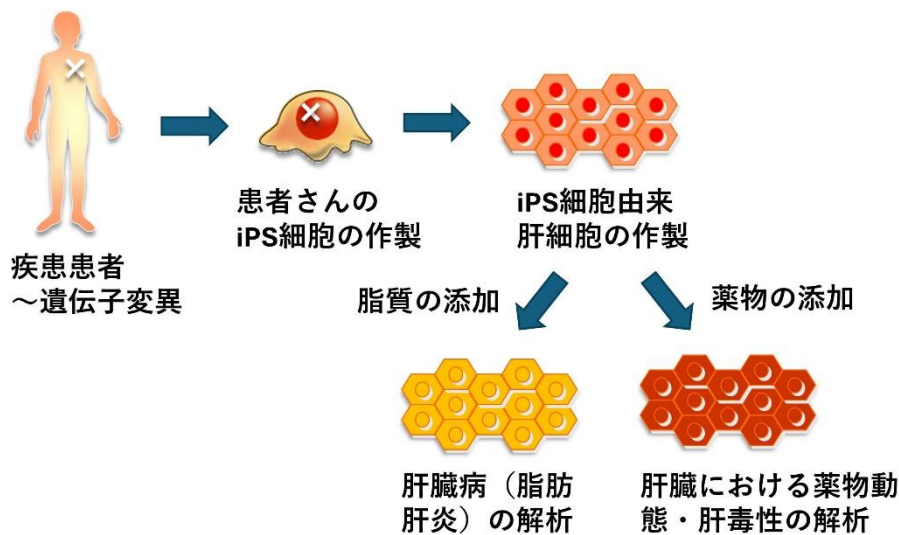 疾患患者
～遺伝子変異
患者さんの
iPS細胞の作製
iPS細胞由来
肝細胞の作製
脂質の添加
薬物の添加
肝臓病（脂肪
肝炎）の解析
肝臓における薬物動
態・肝毒性の解析